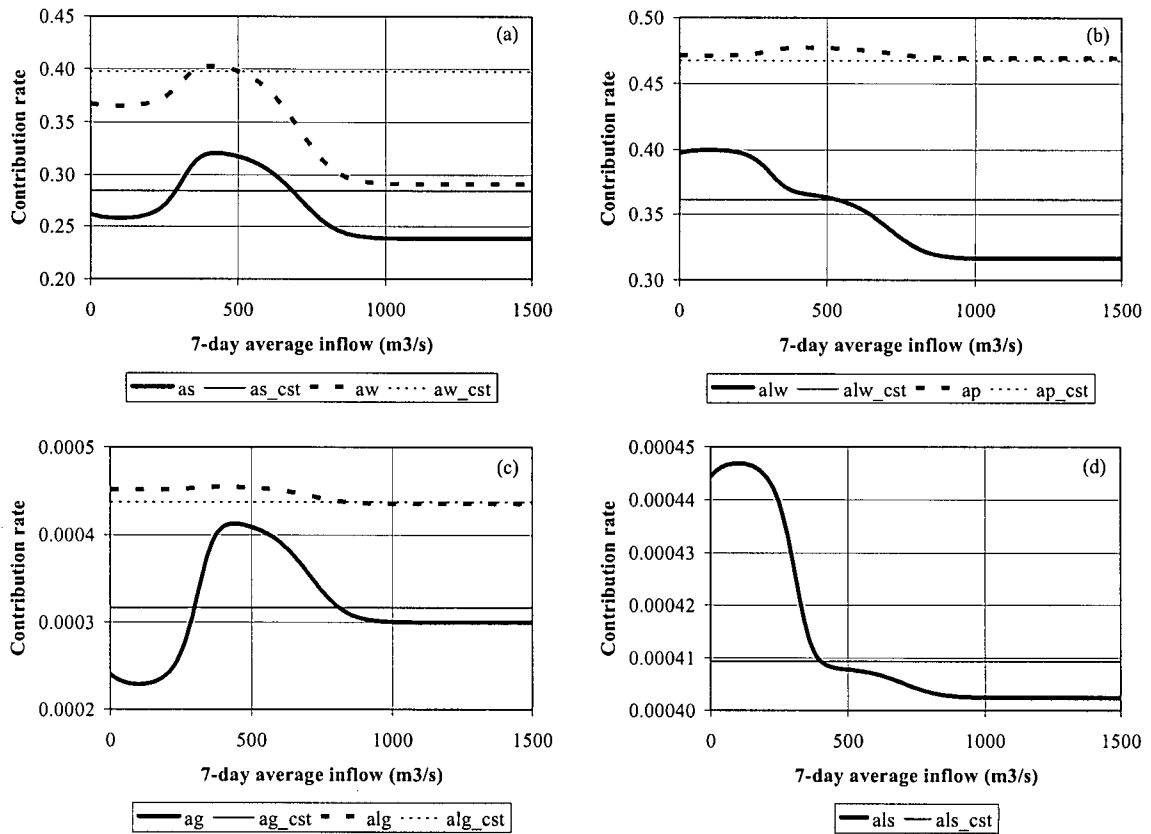 (a)
Contribution rate
0.45
0.40
0.35
0.30
0.25
0.20
0 500 1000 1500
7-day average inflow (m3/s)
as as_cst aw aw_cst
(b)
Contribution rate
0.50
0.45
0.40
0.35
0.30
0 500 1000 1500
7-day average inflow (m3/s)
alw alw_cst ap ap_cst
(c)
Contribution rate
0.0005
0.0004
0.0003
0.0002
0 500 1000 1500
7-day average inflow (m3/s)
ag ag_cst alg alg_cst
(d)
Contribution rate
0.00045
0.00044
0.00043
0.00042
0.00041
0.00040
0 500 1000 1500
7-day average inflow (m3/s)
als als_cst